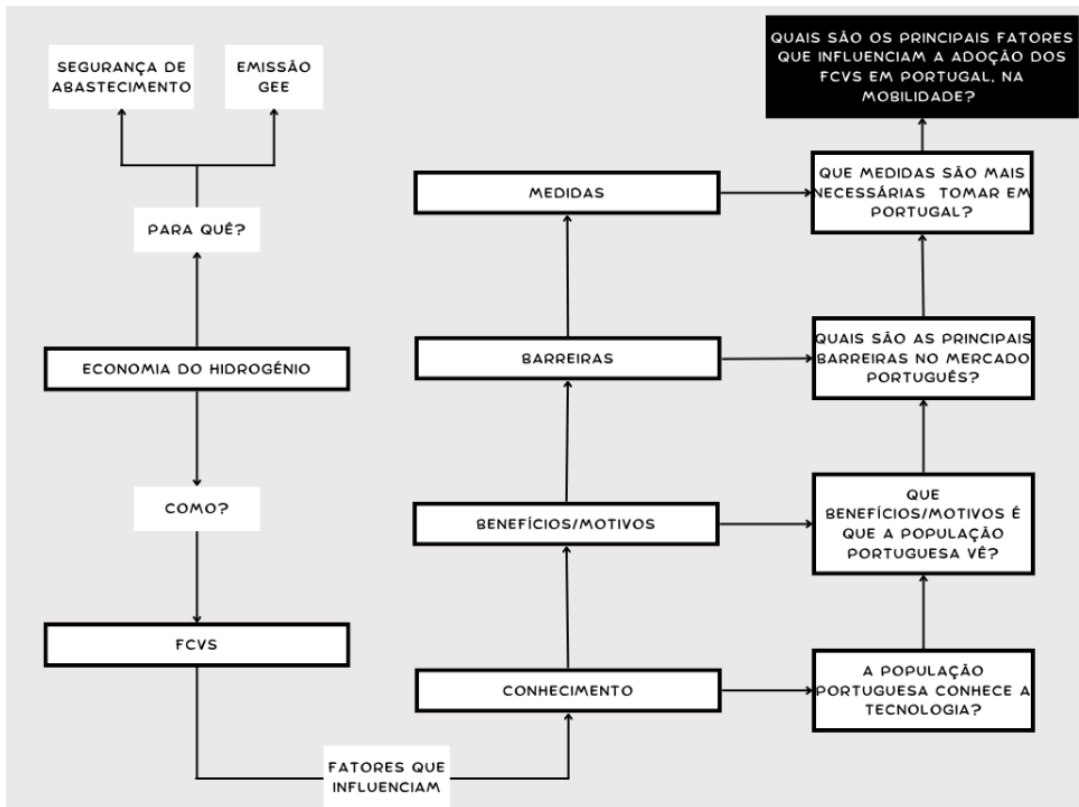 SEGURANÇA DE
ABASTECIMENTO
EMISSÃO
GEE
PARA QUÊ?
ECONOMIA DO HIDROGÉNIO
COMO?
FCVS
FATORES QUE
INFLUENCIAM
MEDIDAS
BARREIRAS
BENEFÍCIOS/MOTIVOS
CONHECIMENTO
QUAIS SÃO OS PRINCIPAIS FATORES
QUE INFLUENCIAM A ADOÇÃO DOS
FCVS EM PORTUGAL, NA
MOBILIDADE?
QUE MEDIDAS SÃO MAIS
NECESSÁRIAS TOMAR EM
PORTUGAL?
QUAIS SÃO AS PRINCIPAIS
BARREIRAS NO MERCADO
PORTUGUÊS?
QUE
BENEFÍCIOS/MOTIVOS É
QUE A POPULAÇÃO
PORTUGUESA VÊ?
A POPULAÇÃO
PORTUGUESA CONHECE A
TECNOLOGIA?